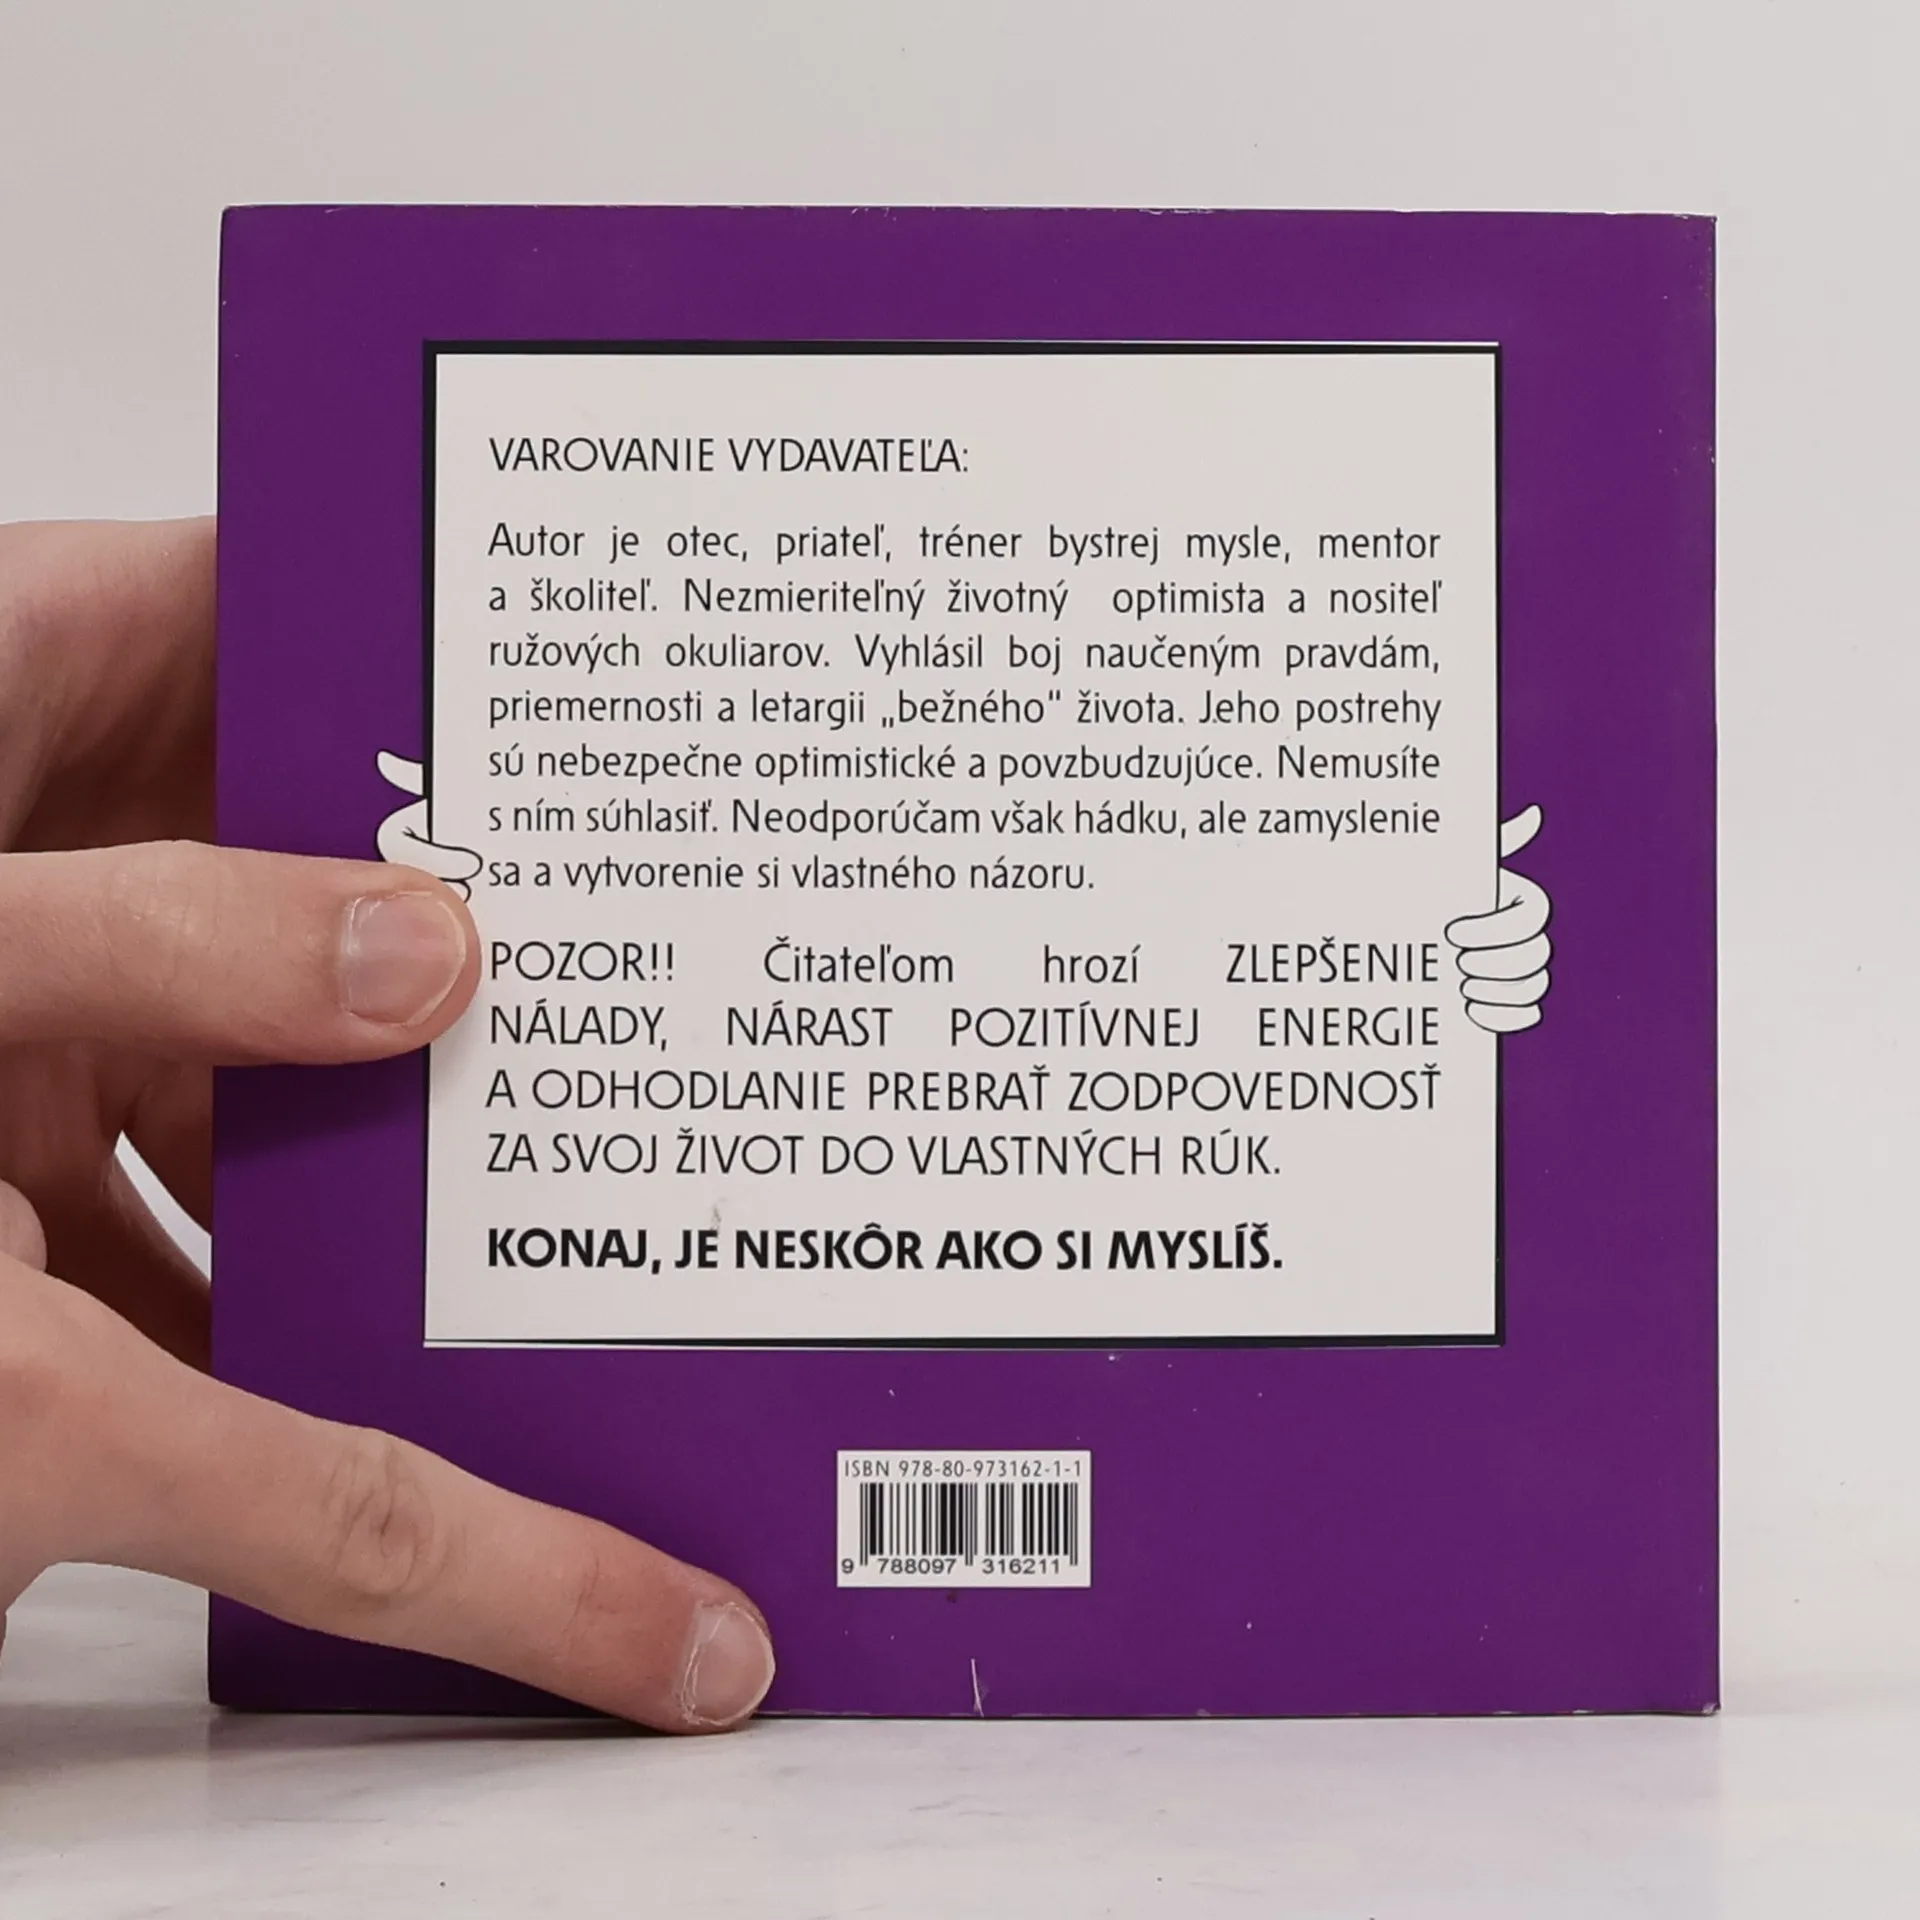 VAROVANIE VYDAVATEĽA:
Autor je otec, priateľ, tréner bystrej mysle, mentor
a školiteľ. Nezmieriteľný životný optimista a nositeľ
ružových okuliarov. Vyhlásil boj naučeným pravdám,
priemernosti a letargii „bežného" života. Jeho postrehy
sú nebezpečne optimistické a povzbudzujúce. Nemusíte
s ním súhlasiť. Neodporúčam však hádku, ale zamyslenie
sa a vytvorenie si vlastného názoru.
POZOR!! Čitateľom hrozí ZLEPŠENIE
NÁLADY, NÁRAST POZITÍVNEJ ENERGIE
A ODHODLANIE PREBRAŤ ZODPOVEDNOSŤ
ZA SVOJ ŽIVOT DO VLASTNÝCH RÚK.
KONAJ, JE NESKÔR AKO SI MYSLÍŠ.
ISBN 978-80-973162-1-1
9 788097 316211